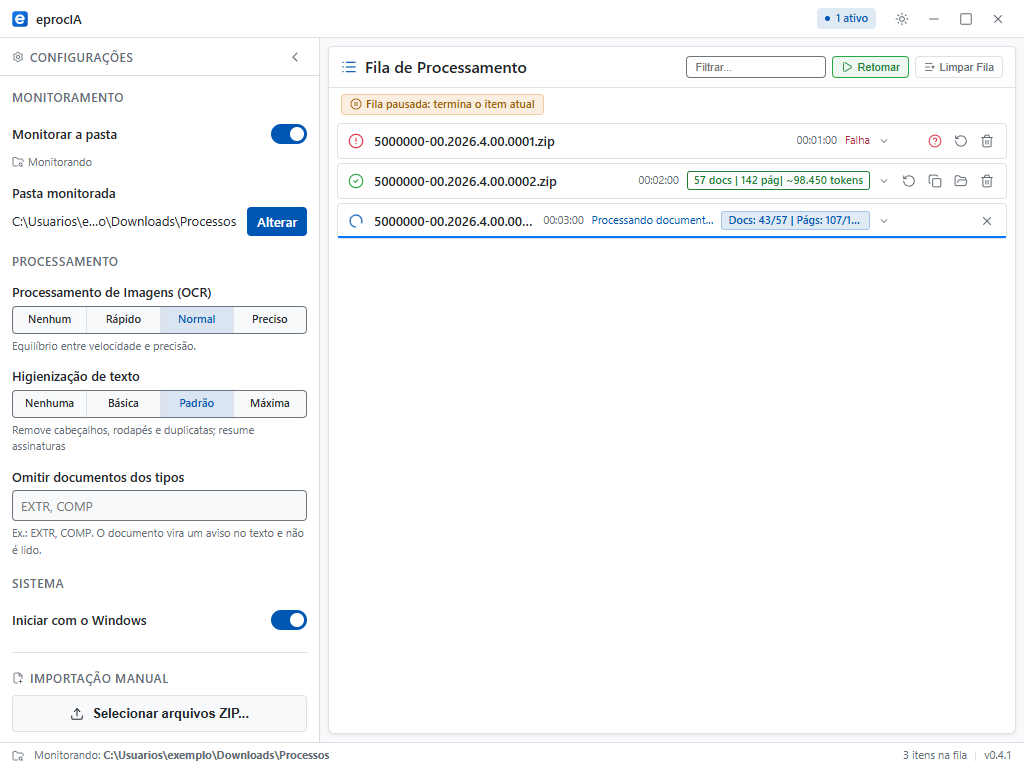 eprocIA
1 ativo
CONFIGURAÇÕES
MONITORAMENTO
Monitorar a pasta
Monitorando
Pasta monitorada
C:\Usuarios\e...o\Downloads\Processos
Alterar
PROCESSAMENTO
Processamento de Imagens (OCR)
Nenhum Rápido Normal Preciso
Equilíbrio entre velocidade e precisão.
Higienização de texto
Nenhuma Básica Padrão Máxima
Remove cabeçalhos, rodapés e duplicatas; resume
assinaturas
Omitir documentos dos tipos
EXTR, COMP
Ex.: EXTR, COMP. O documento vira um aviso no texto e não
é lido.
SISTEMA
Iniciar com o Windows
IMPORTAÇÃO MANUAL
Selecionar arquivos ZIP...
Fila de Processamento
Filtrar...
Retomar
Limpar Fila
Fila pausada: termina o item atual
5000000-00.2026.4.00.0001.zip 00:01:00 Falha
5000000-00.2026.4.00.0002.zip 00:02:00 57 docs | 142 pág| ~98.450 tokens
5000000-00.2026.4.00.00... 00:03:00 Processando document... Docs: 43/57 | Págs: 107/1...
Monitorando: C:\Usuarios\exemplo\Downloads\Processos
3 itens na fila
v0.4.1